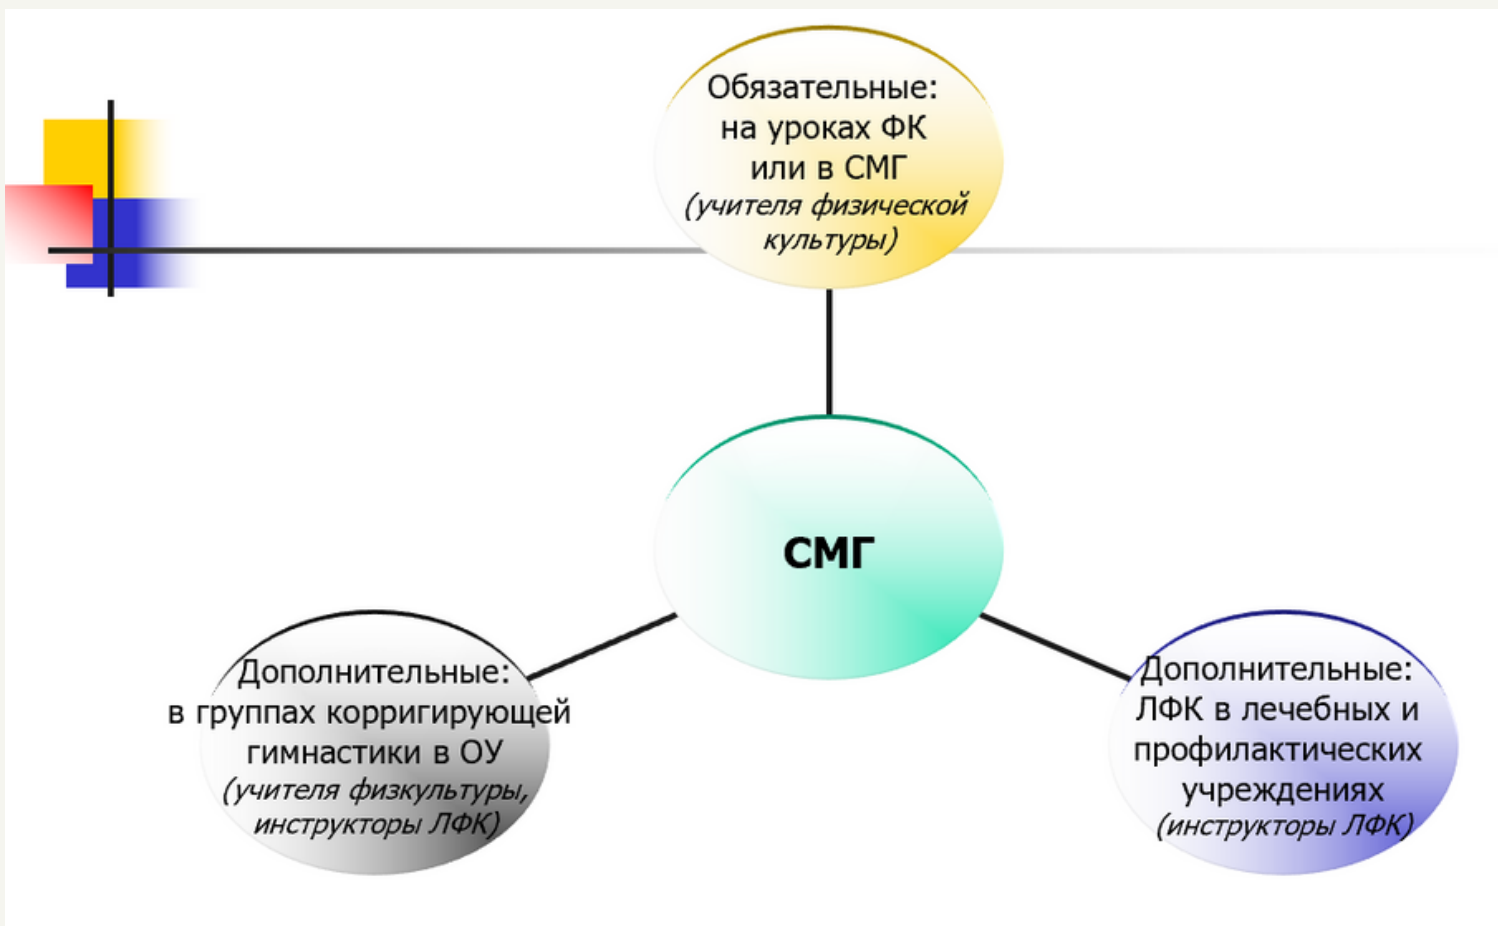 Обязательные:
на уроках ФК
или в СМГ
(учителя физической
культуры)
СМГ
Дополнительные:
в группах корригирующей
гимнастики в ОУ
(учителя физкультуры,
инструкторы ЛФК)
Дополнительные:
ЛФК в лечебных и
профилактических
учреждениях
(инструкторы ЛФК)